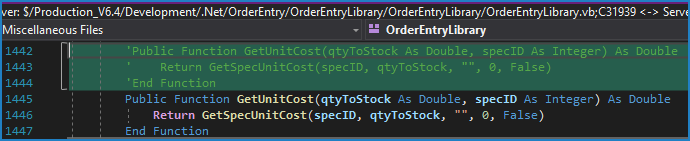 ver: $/Production_V6.4/Development/.Net/OrderEntry/OrderEntryLibrary/OrderEntryLibrary/OrderEntryLibrary.vb;C31939 <-> Serve
Miscellaneous Files OrderEntryLibrary
1442 'Public Function GetUnitCost(qtyToStock As Double, specID As Integer) As Double
1443 '    Return GetSpecUnitCost(specID, qtyToStock, "", 0, False)
1444 'End Function
1445 Public Function GetUnitCost(qtyToStock As Double, specID As Integer) As Double
1446     Return GetSpecUnitCost(specID, qtyToStock, "", 0, False)
1447 End Function